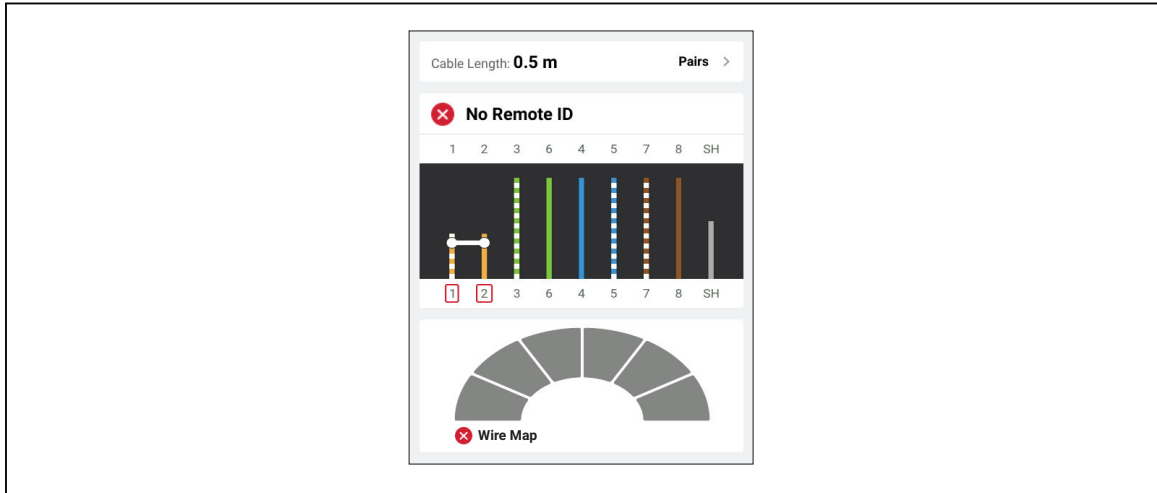 Cable Length: 0.5 m Pairs >
No Remote ID
1 2 3 6 4 5 7 8 SH
1 2 3 6 4 5 7 8 SH
Wire Map